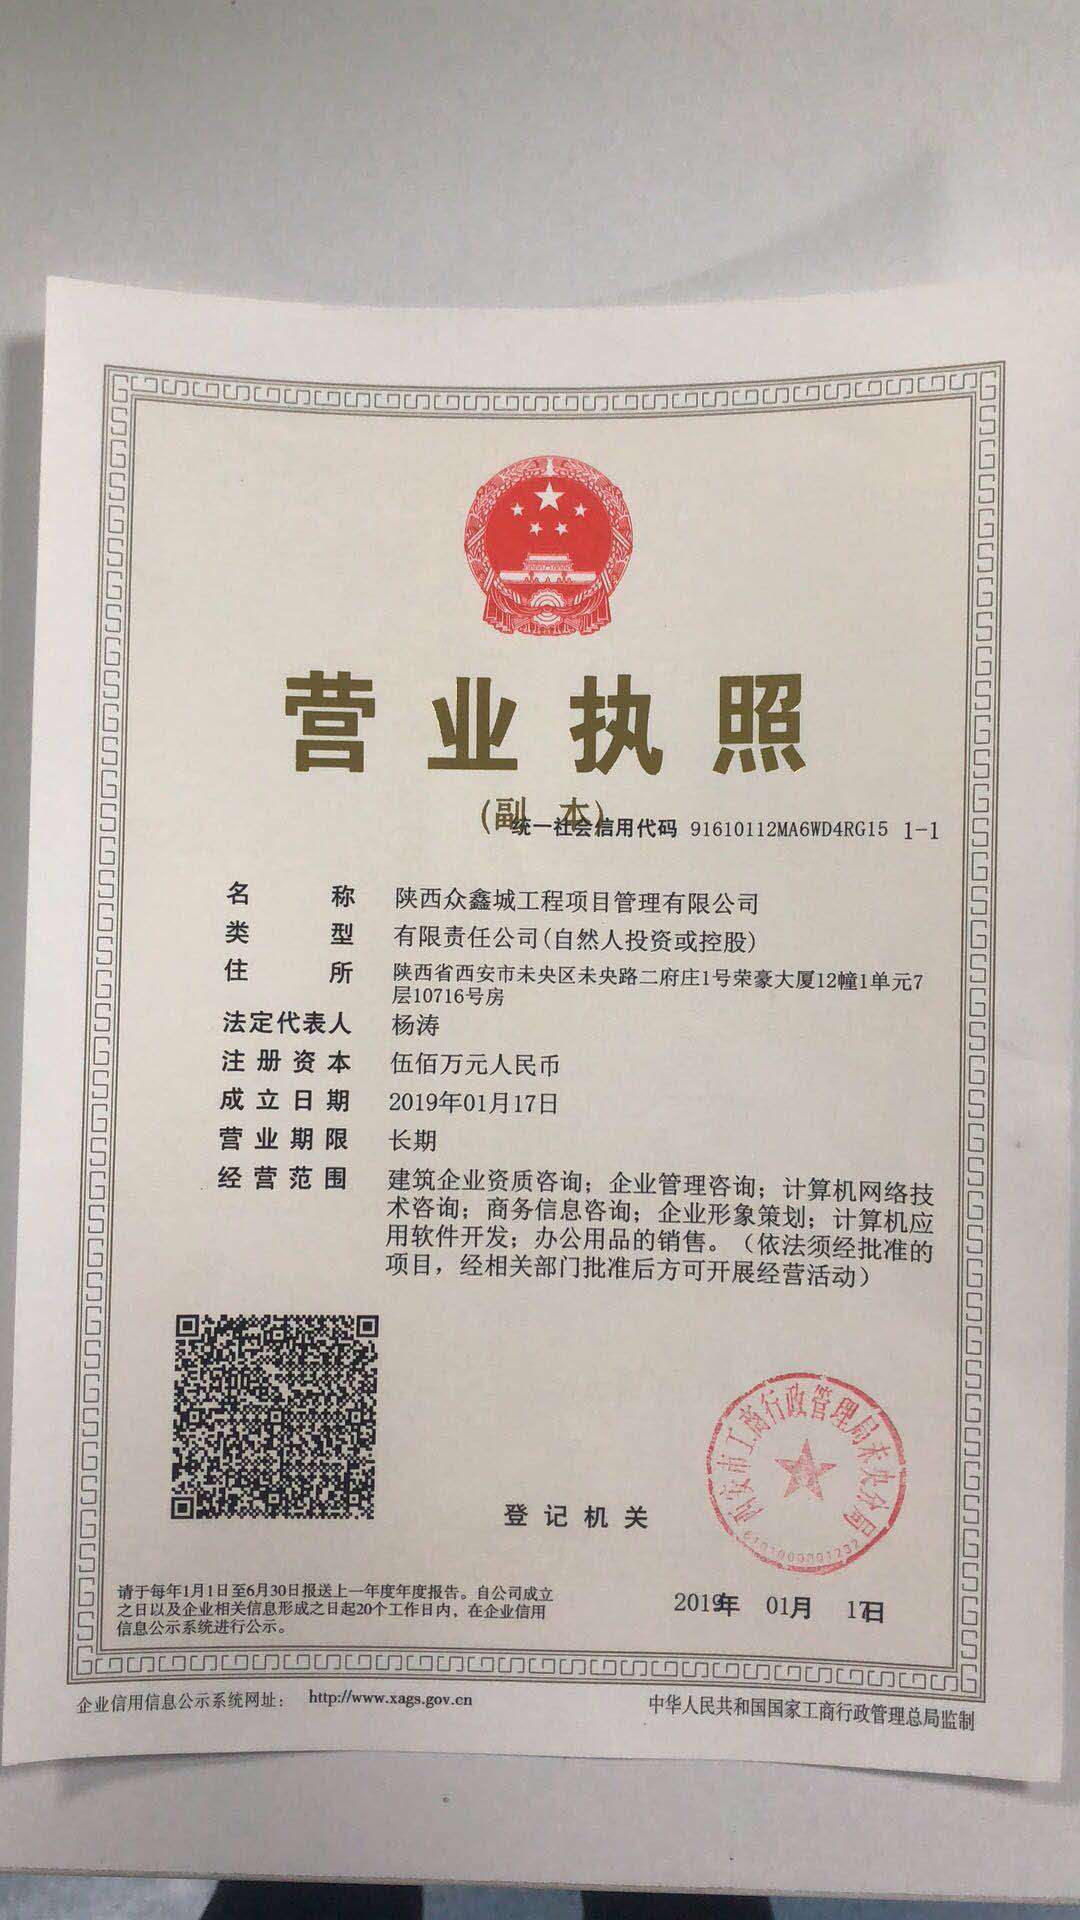 营业执照
(副 本)
统一社会信用代码 91610112MA6WD4RG15 1-1
名称 陕西众鑫城工程项目管理有限公司
类型 有限责任公司(自然人投资或控股)
住所 陕西省西安市未央区未央路二府庄1号荣豪大厦12幢1单元7
层10716号房
法定代表人 杨涛
注册资本 伍佰万元人民币
成立日期 2019年01月17日
营业期限 长期
经营范围 建筑企业资质咨询；企业管理咨询；计算机网络技
术咨询；商务信息咨询；企业形象策划；计算机应
用软件开发；办公用品的销售。（依法须经批准的
项目，经相关部门批准后方可开展经营活动）
西安市工商行政管理局未央分局
6101000001232
登记机关
2019年 01月 17日
请于每年1月1日至6月30日报送上一年度年度报告。自公司成立
之日以及企业相关信息形成之日起20个工作日内，在企业信用
信息公示系统进行公示。
企业信用信息公示系统网址： http://www.xags.gov.cn
中华人民共和国国家工商行政管理总局监制